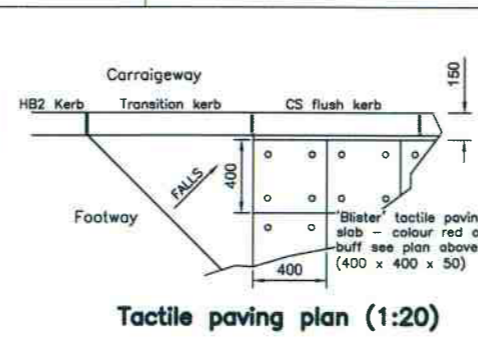 Carraigeway
150
HB2 Kerb
Transition kerb
CS flush kerb
400
FALLS
Footway
'Blister' tactile pavin
slab - colour red o
buff see plan above
(400 x 400 x 50)
400
Tactile paving plan (1:20)